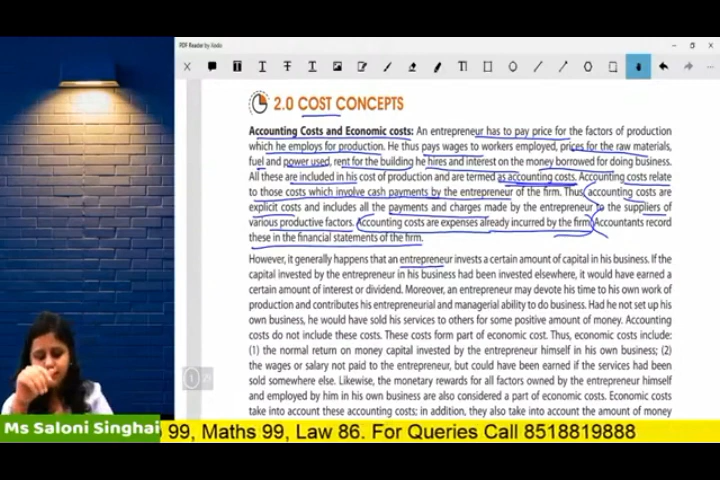 PDF Reader by Xodo
2.0 COST CONCEPTS
Accounting Costs and Economic costs: An entrepreneur has to pay price for the factors of production
which he employs for production. He thus pays wages to workers employed, prices for the raw materials,
fuel and power used, rent for the building he hires and interest on the money borrowed for doing business.
All these are included in his cost of production and are termed as accounting costs. Accounting costs relate
to those costs which involve cash payments by the entrepreneur of the firm. Thus accounting costs are
explicit costs and includes all the payments and charges made by the entrepreneur to the suppliers of
various productive factors. Accounting costs are expenses already incurred by the firm. Accountants record
these in the financial statements of the firm.
However, it generally happens that an entrepreneur invests a certain amount of capital in his business. If the
capital invested by the entrepreneur in his business had been invested elsewhere, it would have earned a
certain amount of interest or dividend. Moreover, an entrepreneur may devote his time to his own work of
production and contributes his entrepreneurial and managerial ability to do business. Had he not set up his
own business, he would have sold his services to others for some positive amount of money. Accounting
costs do not include these costs. These costs form part of economic cost. Thus, economic costs include:
(1) the normal return on money capital invested by the entrepreneur himself in his own business; (2)
the wages or salary not paid to the entrepreneur, but could have been earned if the services had been
sold somewhere else. Likewise, the monetary rewards for all factors owned by the entrepreneur himself
and employed by him in his own business are also considered a part of economic costs. Economic costs
take into account these accounting costs; in addition, they also take into account the amount of money
Ms Saloni Singhai
99, Maths 99, Law 86. For Queries Call 8518819888